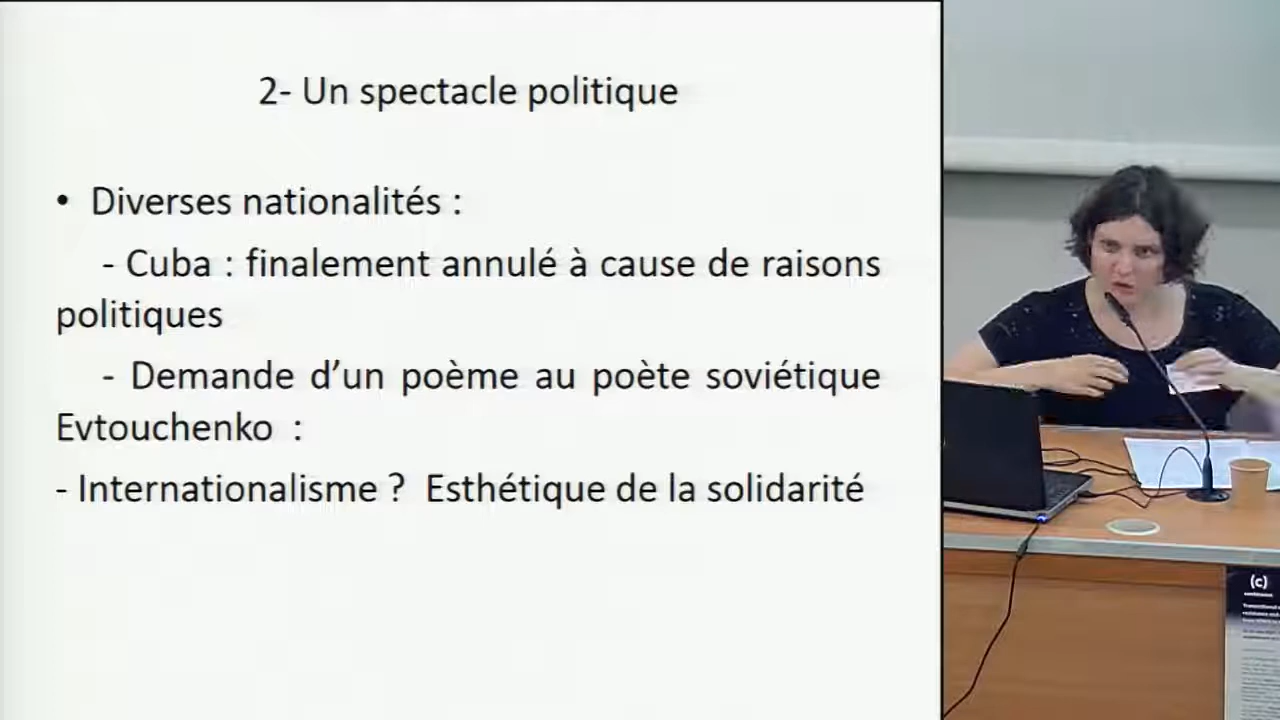 2- Un spectacle politique
• Diverses nationalités :
- Cuba : finalement annulé à cause de raisons
politiques
- Demande d’un poème au poète soviétique
Evtouchenko :
- Internationalisme ? Esthétique de la solidarité
(c)